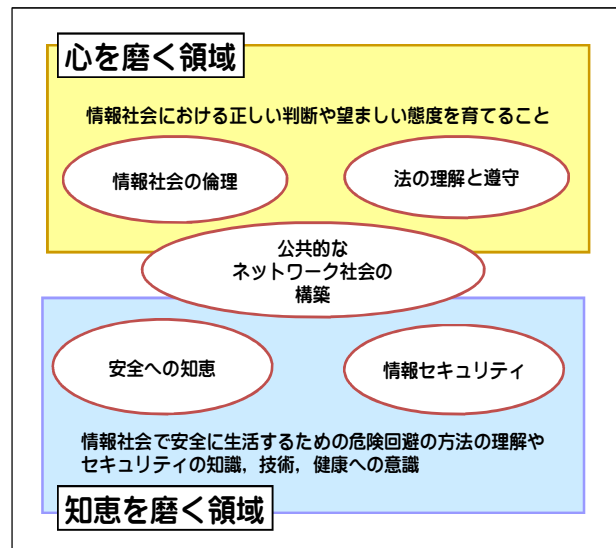 心を磨く領域
情報社会における正しい判断や望ましい態度を育てること
情報社会の倫理
法の理解と遵守
公共的な
ネットワーク社会の
構築
安全への知恵
情報セキュリティ
情報社会で安全に生活するための危険回避の方法の理解や
セキュリティの知識，技術，健康への意識
知恵を磨く領域